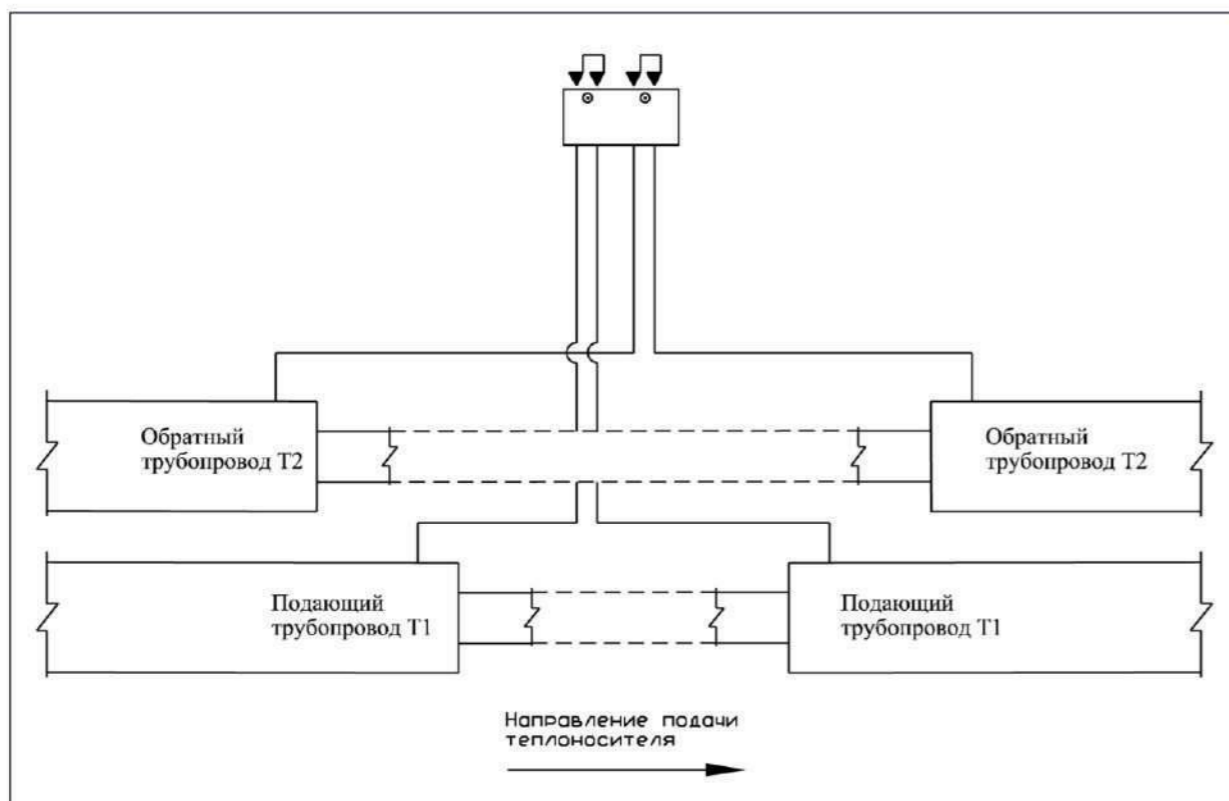 Обратный
трубопровод Т2
Обратный
трубопровод Т2
Подающий
трубопровод Т1
Подающий
трубопровод Т1
Направление подачи
теплоносителя